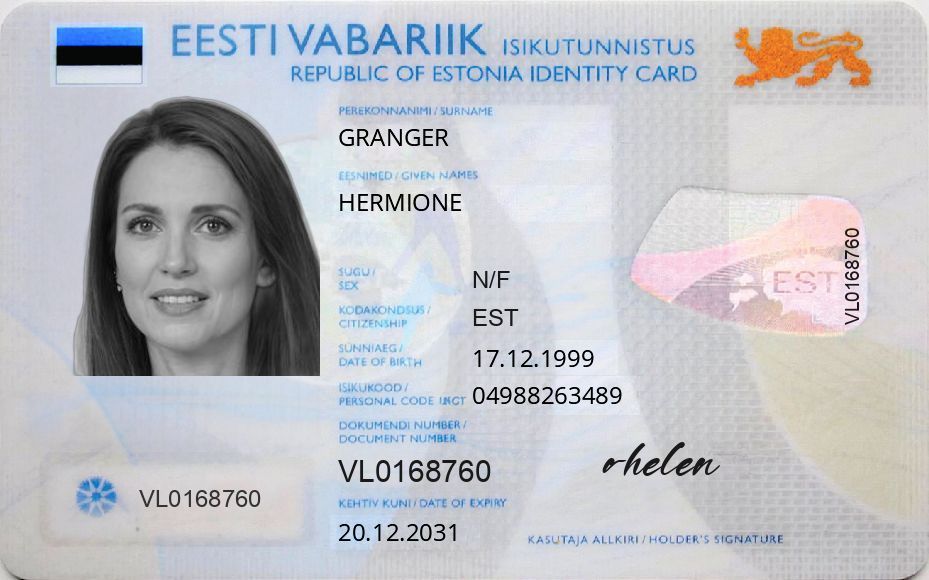 EESTI VABARIIK ISIKUTUNNISTUS
REPUBLIC OF ESTONIA IDENTITY CARD
PEREKONNANIMI / SURNAME
GRANGER
EESNIMED / GIVEN NAMES
HERMIONE
SUGU /
SEX
N/F
KODAKONDSUS /
CITIZENSHIP
EST
SÜNNIAEG /
DATE OF BIRTH
17.12.1999
ISIKUKOOD /
PERSONAL CODE
04988263489
DOKUMENDI NUMBER /
DOCUMENT NUMBER
VL0168760
KEHTIV KUNI / DATE OF EXPIRY
20.12.2031
VL0168760
EST
VL0168760
rhelen
KASUTAJA ALLKIRI / HOLDER'S SIGNATURE